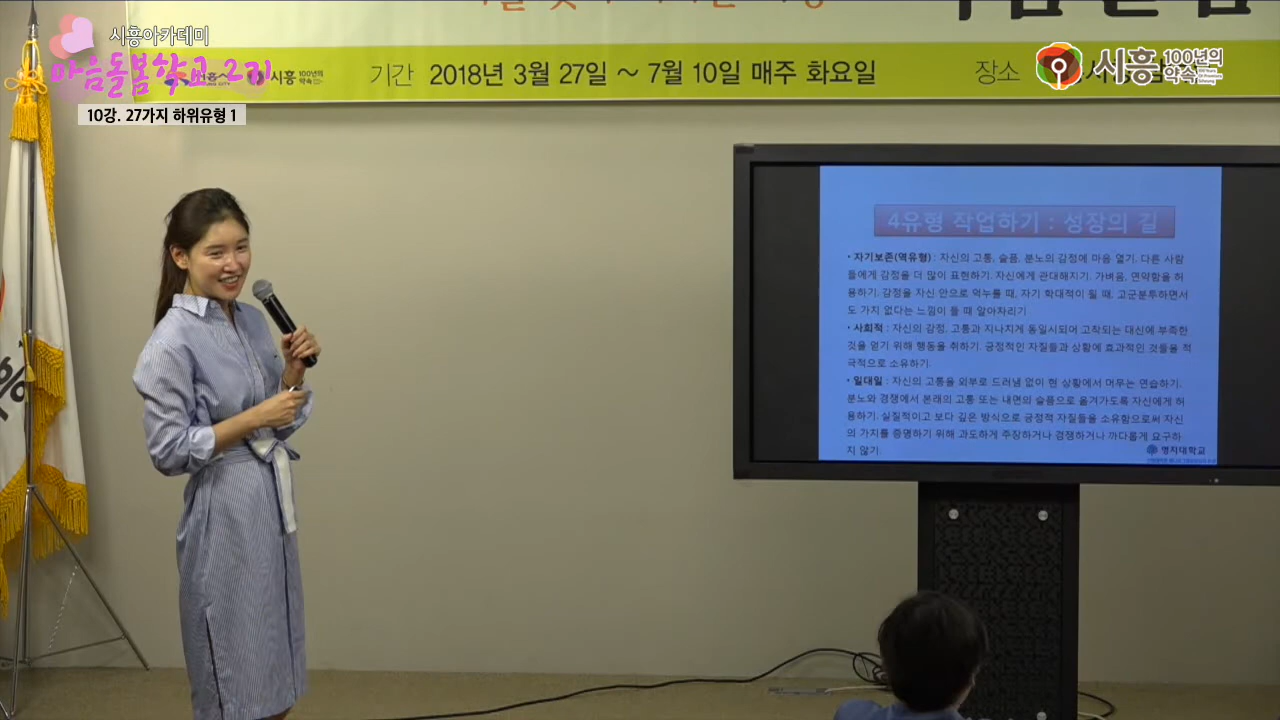 시흥아카데미
마음돌봄학교 2기
10강. 27가지 하위유형 1
시흥 100년의
기간 2018년 3월 27일 ~ 7월 10일 매주 화요일
장소
시흥 100년의 약속
4유형 작업하기 : 성장의 길
• 자기보존(역유형) : 자신의 고통, 슬픔, 분노의 감정에 마음 열기. 다른 사람
들에게 감정을 더 많이 표현하기. 자신에게 관대해지기. 가벼움, 연약함을 허
용하기. 감정을 자신 안으로 억누를 때, 자기 학대적이 될 때, 고군분투하면서
도 가치 없다는 느낌이 들 때 알아차리기
• 사회적 : 자신의 감정, 고통과 지나치게 동일시되어 고착되는 대신에 부족한
것을 얻기 위해 행동을 취하기. 긍정적인 자질들과 상황에 효과적인 것들을 적
극적으로 소유하기.
• 일대일 : 자신의 고통을 외부로 드러냄 없이 현 상황에서 머무는 연습하기.
분노와 경쟁에서 본래의 고통 또는 내면의 슬픔으로 옮겨가도록 자신에게 허
용하기. 실질적이고 보다 깊은 방식으로 긍정적 자질들을 소유함으로써 자신
의 가치를 증명하기 위해 과도하게 주장하거나 경쟁하거나 까다롭게 요구하
지 않기.
명지대학교